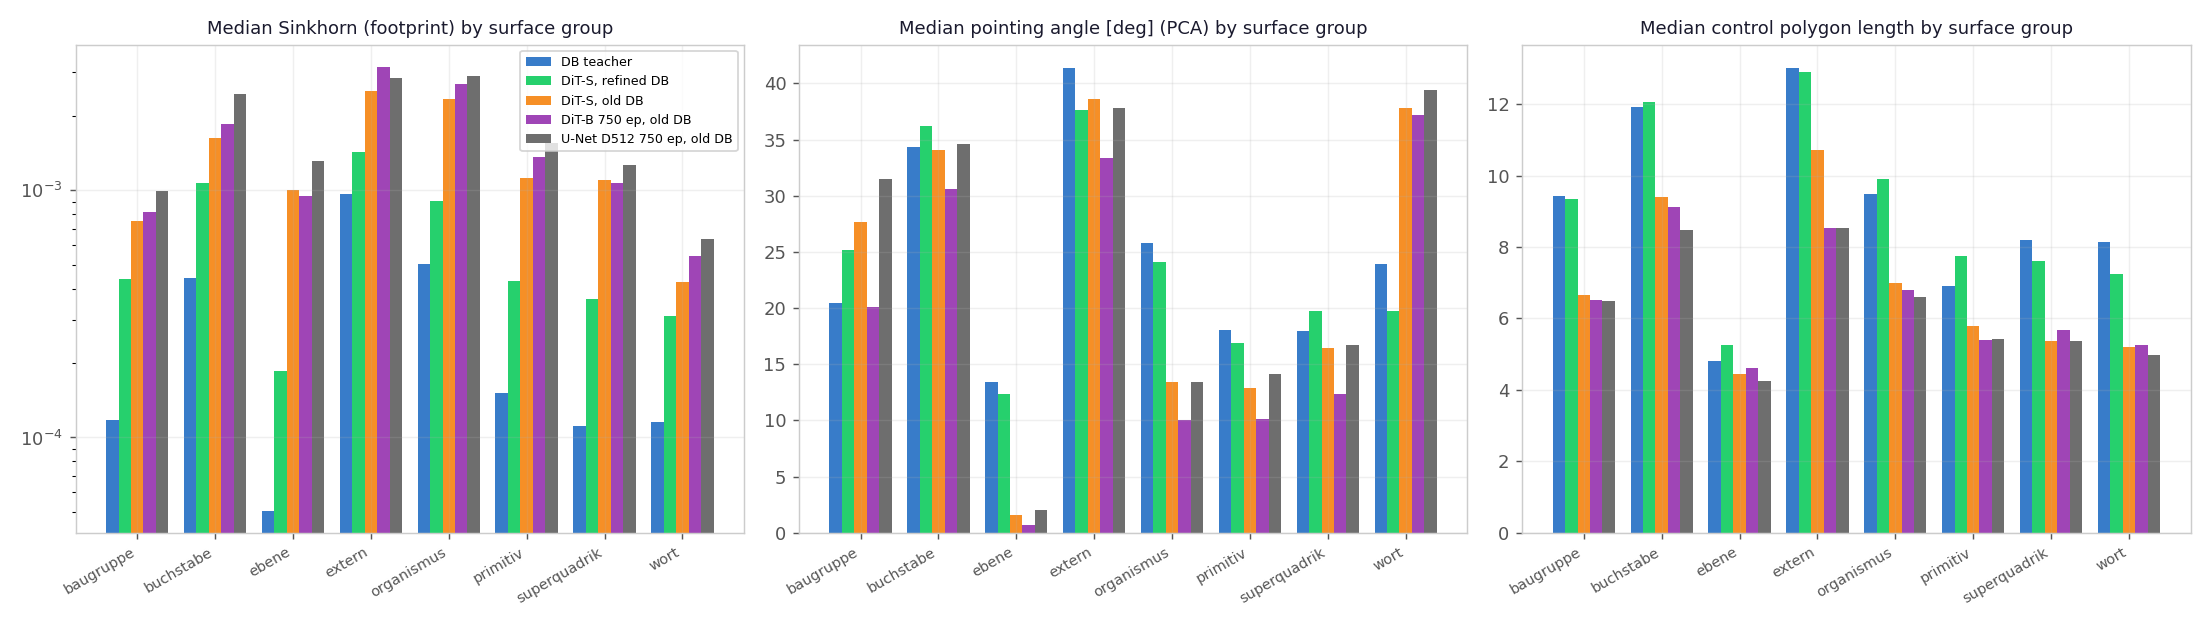 Median Sinkhorn (footprint) by surface group
10⁻³
10⁻⁴
DB teacher
DiT-S, refined DB
DiT-S, old DB
DiT-B 750 ep, old DB
U-Net D512 750 ep, old DB
baugruppe
buchstabe
ebene
extern
organismus
primitiv
superquadrik
wort
Median pointing angle [deg] (PCA) by surface group
40
35
30
25
20
15
10
5
0
baugruppe
buchstabe
ebene
extern
organismus
primitiv
superquadrik
wort
Median control polygon length by surface group
12
10
8
6
4
2
0
baugruppe
buchstabe
ebene
extern
organismus
primitiv
superquadrik
wort